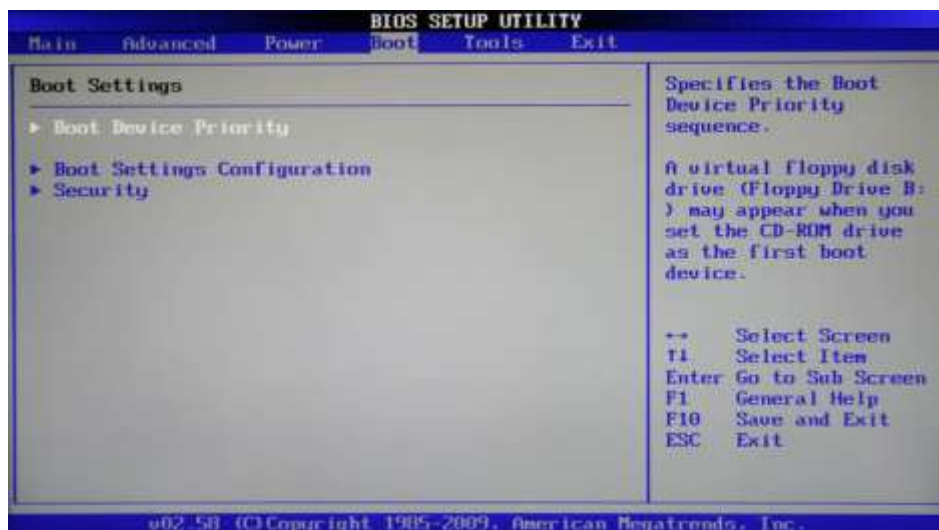 BIOS SETUP UTILITY
Main Advanced Power Boot Tools Exit
Boot Settings
► Boot Device Priority
► Boot Settings Configuration
► Security
Specifies the Boot
Device Priority
sequence.
A virtual floppy disk
drive (Floppy Drive B:
) may appear when you
set the CD-ROM drive
as the first boot
device.
←→ Select Screen
↑↓ Select Item
Enter Go to Sub Screen
F1 General Help
F10 Save and Exit
ESC Exit
v02.58 (C)Copyright 1985-2009, American Megatrends, Inc.